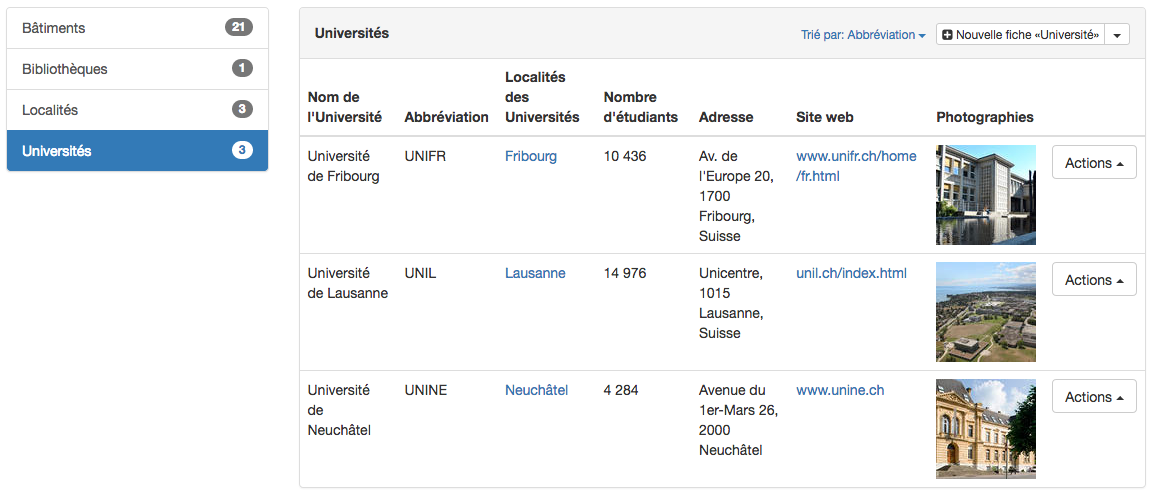 Bâtiments 21
Bibliothèques 1
Localités 3
Universités 3
Universités
Trié par: Abbréviation
Nouvelle fiche «Université»
Nom de
l'Université
Abbréviation
Localités
des
Universités
Nombre
d'étudiants
Adresse
Site web
Photographies
Université
de Fribourg
UNIFR
Fribourg
10 436
Av. de
l'Europe 20,
1700
Fribourg,
Suisse
www.unifr.ch/home
/fr.html
Actions
Université
de Lausanne
UNIL
Lausanne
14 976
Unicentre,
1015
Lausanne,
Suisse
unil.ch/index.html
Actions
Université
de
Neuchâtel
UNINE
Neuchâtel
4 284
Avenue du
1er-Mars 26,
2000
Neuchâtel
www.unine.ch
Actions